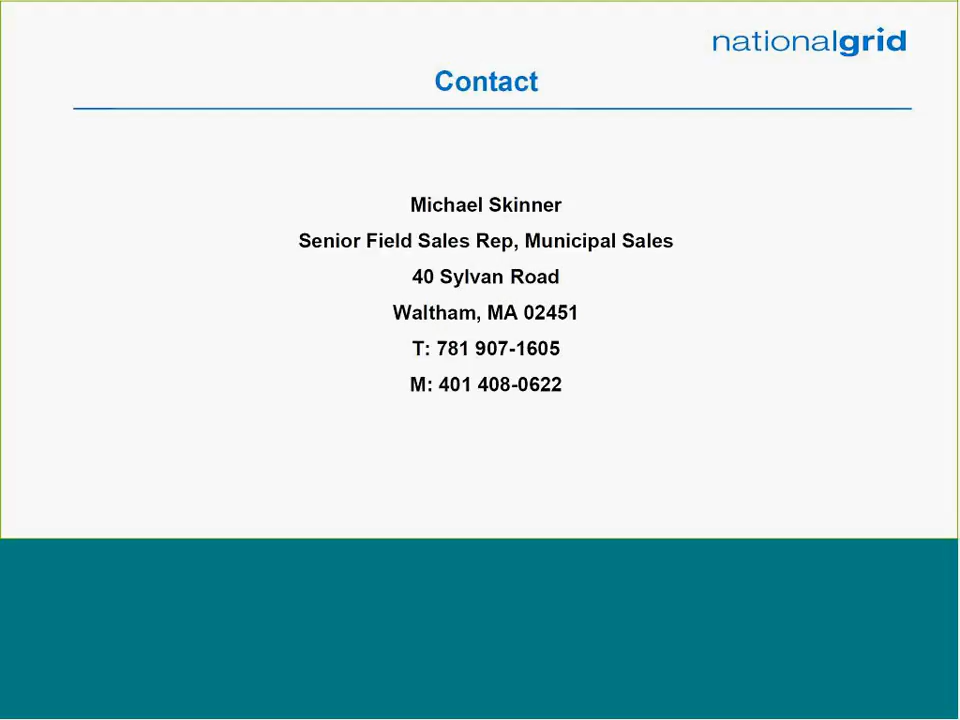 nationalgrid
Contact
Michael Skinner
Senior Field Sales Rep, Municipal Sales
40 Sylvan Road
Waltham, MA 02451
T: 781 907-1605
M: 401 408-0622